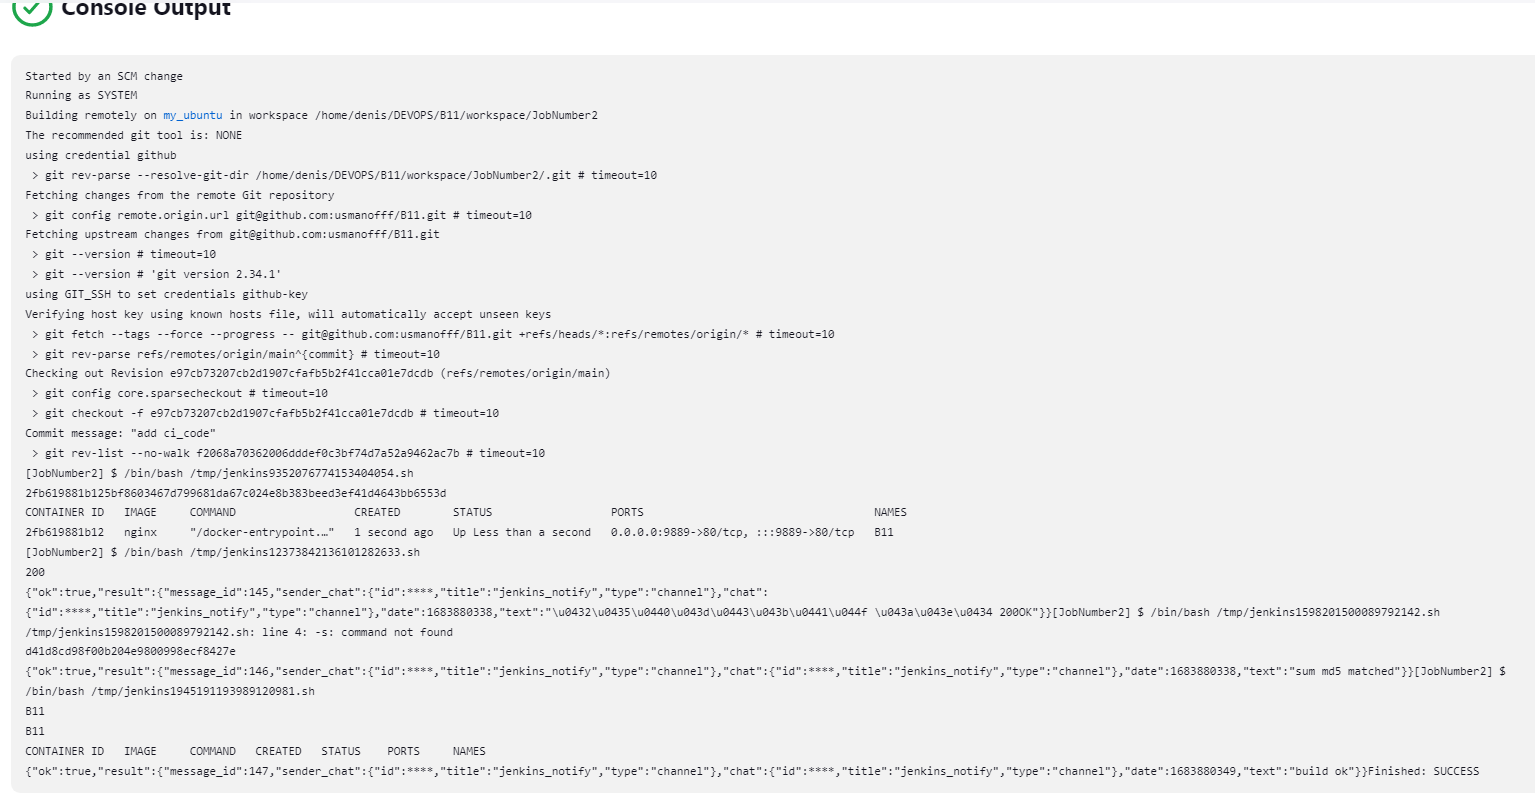 Console Output
Started by an SCM change
Running as SYSTEM
Building remotely on my_ubuntu in workspace /home/denis/DEVOPS/B11/workspace/JobNumber2
The recommended git tool is: NONE
using credential github
 > git rev-parse --resolve-git-dir /home/denis/DEVOPS/B11/workspace/JobNumber2/.git # timeout=10
Fetching changes from the remote Git repository
 > git config remote.origin.url git@github.com:usmanofff/B11.git # timeout=10
Fetching upstream changes from git@github.com:usmanofff/B11.git
 > git --version # timeout=10
 > git --version # 'git version 2.34.1'
using GIT_SSH to set credentials github-key
Verifying host key using known hosts file, will automatically accept unseen keys
 > git fetch --tags --force --progress -- git@github.com:usmanofff/B11.git +refs/heads/*:refs/remotes/origin/* # timeout=10
 > git rev-parse refs/remotes/origin/main^{commit} # timeout=10
Checking out Revision e97cb73207cb2d1907cfafb5b2f41cca01e7dcdb (refs/remotes/origin/main)
 > git config core.sparsecheckout # timeout=10
 > git checkout -f e97cb73207cb2d1907cfafb5b2f41cca01e7dcdb # timeout=10
Commit message: "add ci_code"
 > git rev-list --no-walk f2068a70362006dddef0c3bf74d7a52a9462ac7b # timeout=10
[JobNumber2] $ /bin/bash /tmp/jenkins9352076774153404054.sh
2fb619881b125bf8603467d799681da67c024e8b383beed3ef41d4643bb6553d
CONTAINER ID   IMAGE     COMMAND                  CREATED        STATUS                  PORTS                                   NAMES
2fb619881b12   nginx     "/docker-entrypoint.…"   1 second ago   Up Less than a second   0.0.0.0:9889->80/tcp, :::9889->80/tcp   B11
[JobNumber2] $ /bin/bash /tmp/jenkins12373842136101282633.sh
200
{"ok":true,"result":{"message_id":145,"sender_chat":{"id":****,"title":"jenkins_notify","type":"channel"},"chat":
{"id":****,"title":"jenkins_notify","type":"channel"},"date":1683880338,"text":"\u0432\u0435\u0440\u043d\u0443\u043b\u0441\u044f \u043a\u043e\u0434 200OK"}}[JobNumber2] $ /bin/bash /tmp/jenkins1598201500089792142.sh
/tmp/jenkins1598201500089792142.sh: line 4: -s: command not found
d41d8cd98f00b204e9800998ecf8427e
{"ok":true,"result":{"message_id":146,"sender_chat":{"id":****,"title":"jenkins_notify","type":"channel"},"chat":{"id":****,"title":"jenkins_notify","type":"channel"},"date":1683880338,"text":"sum md5 matched"}}[JobNumber2] $
/bin/bash /tmp/jenkins1945191193989120981.sh
B11
B11
CONTAINER ID   IMAGE     COMMAND   CREATED   STATUS    PORTS     NAMES
{"ok":true,"result":{"message_id":147,"sender_chat":{"id":****,"title":"jenkins_notify","type":"channel"},"chat":{"id":****,"title":"jenkins_notify","type":"channel"},"date":1683880349,"text":"build ok"}}Finished: SUCCESS